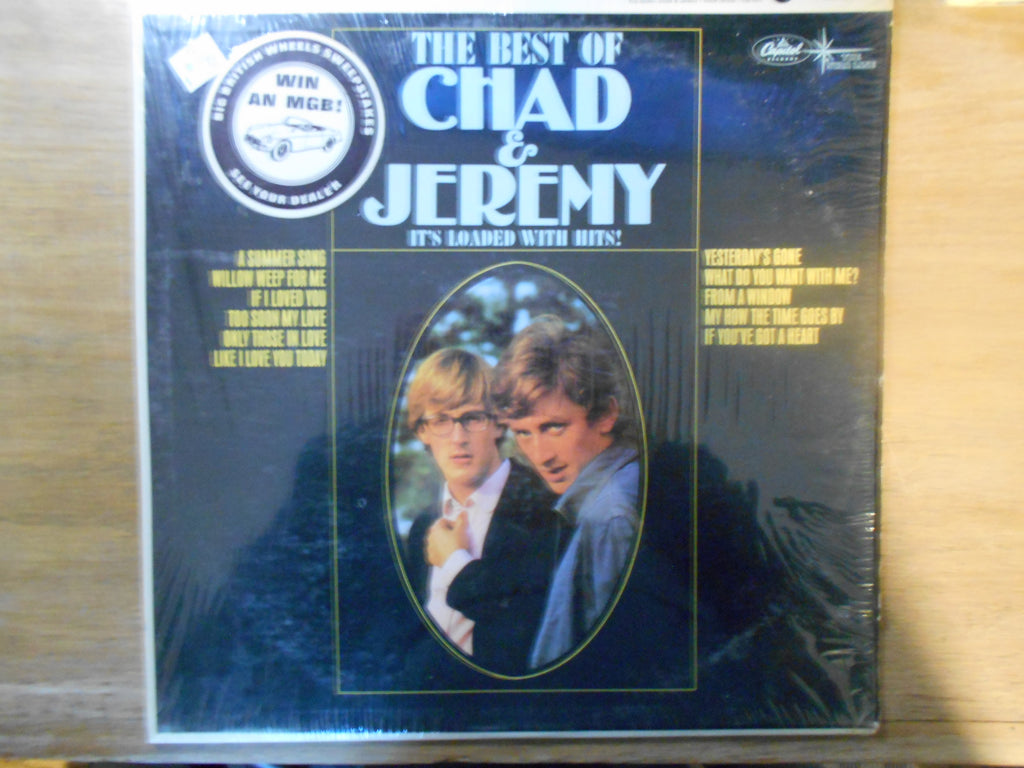 BIG BRITISH WHEELS SWEEPSTAKES
WIN
AN MGB!
SEE YOUR DEALER
THE BEST OF
CHAD
&
JEREMY
IT'S LOADED WITH HITS!
Capitol
RECORDS
A SUMMER SONG
WILLOW WEEP FOR ME
IF I LOVED YOU
TOO SOON MY LOVE
ONLY THOSE IN LOVE
LIKE I LOVE YOU TODAY
YESTERDAY'S GONE
WHAT DO YOU WANT WITH ME?
FROM A WINDOW
MY HOW THE TIME GOES BY
IF YOU'VE GOT A HEART